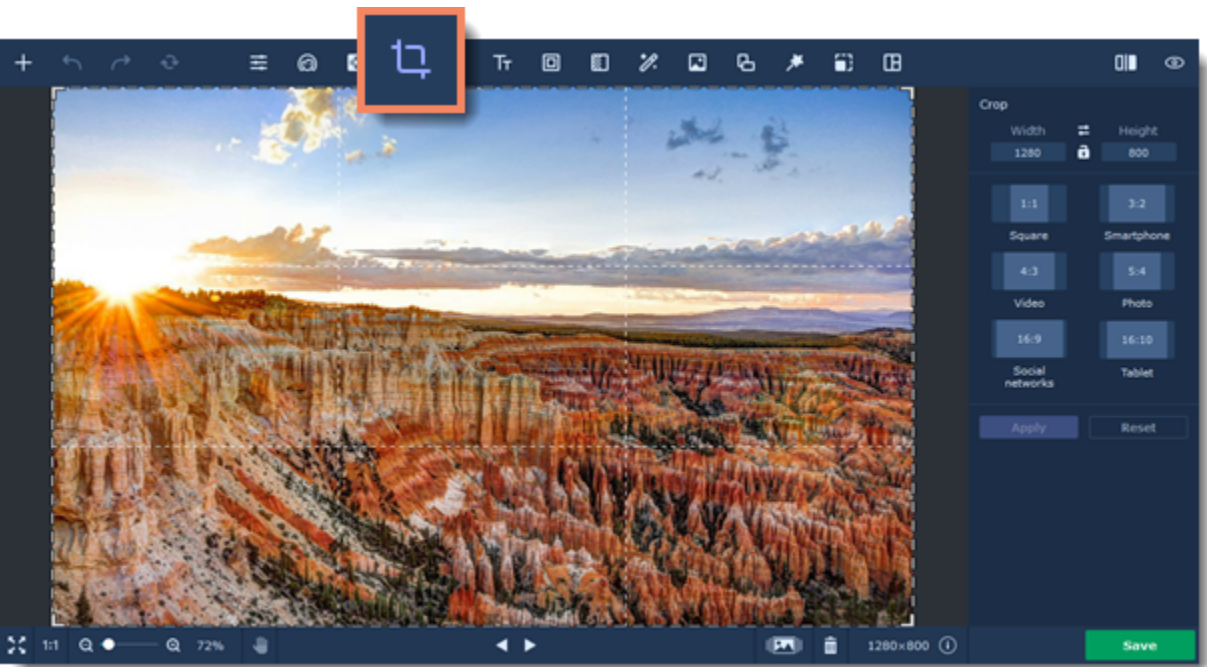 Tт
Crop
Width Height
1280 800
1:1 3:2
Square Smartphone
4:3 5:4
Video Photo
16:9 16:10
Social Tablet
networks
Apply Reset
1:1 72% 1280×800 Save